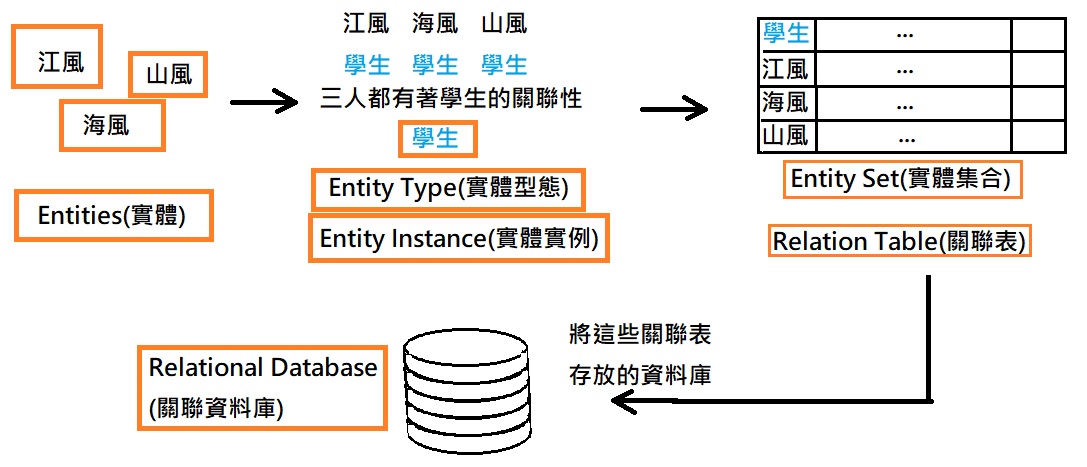 江風
山風
海風
Entities(實體)
江風 海風 山風
學生 學生 學生
三人都有著學生的關聯性
學生
Entity Type(實體型態)
Entity Instance(實體實例)
學生 ...
江風 ...
海風 ...
山風 ...
Entity Set(實體集合)
Relation Table(關聯表)
將這些關聯表
存放的資料庫
Relational Database
(關聯資料庫)